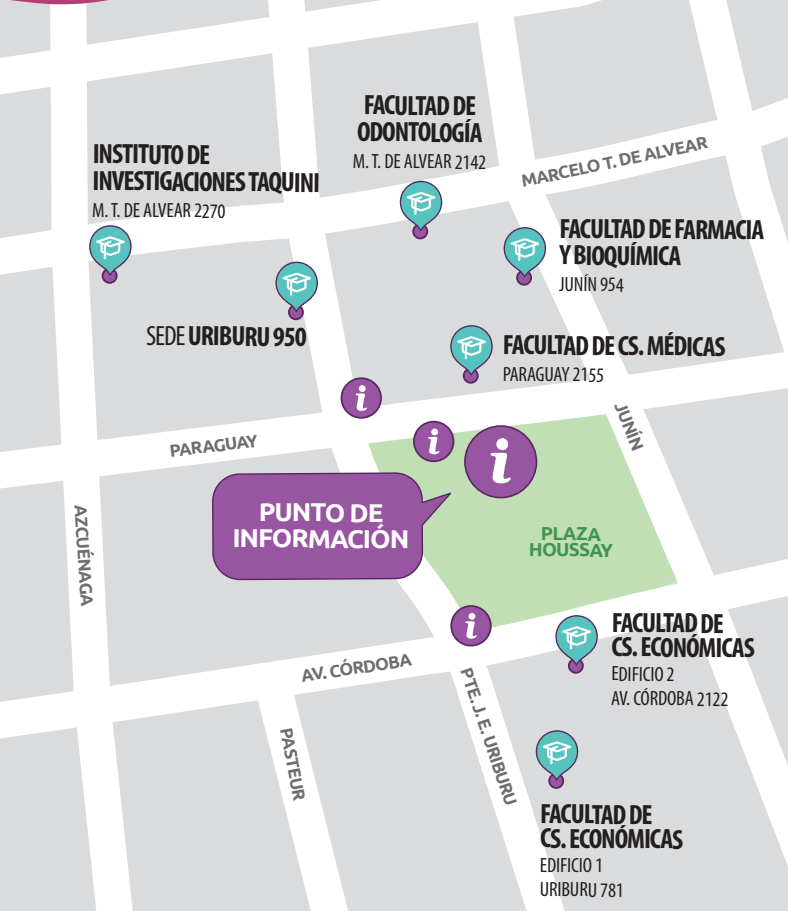 FACULTAD DE
ODONTOLOGÍA
M. T. DE ALVEAR 2142
MARCELO T. DE ALVEAR
INSTITUTO DE
INVESTIGACIONES TAQUINI
M. T. DE ALVEAR 2270
FACULTAD DE FARMACIA
Y BIOQUÍMICA
JUNÍN 954
SEDE URIBURU 950
FACULTAD DE CS. MÉDICAS
PARAGUAY 2155
i
JUNÍN
PARAGUAY
i
i
PUNTO DE
INFORMACIÓN
PLAZA
HOUSSAY
AZCUÉNAGA
i
FACULTAD DE
CS. ECONÓMICAS
EDIFICIO 2
AV. CÓRDOBA 2122
AV. CÓRDOBA
PTE. J. E. URIBURU
PASTEUR
FACULTAD DE
CS. ECONÓMICAS
EDIFICIO 1
URIBURU 781